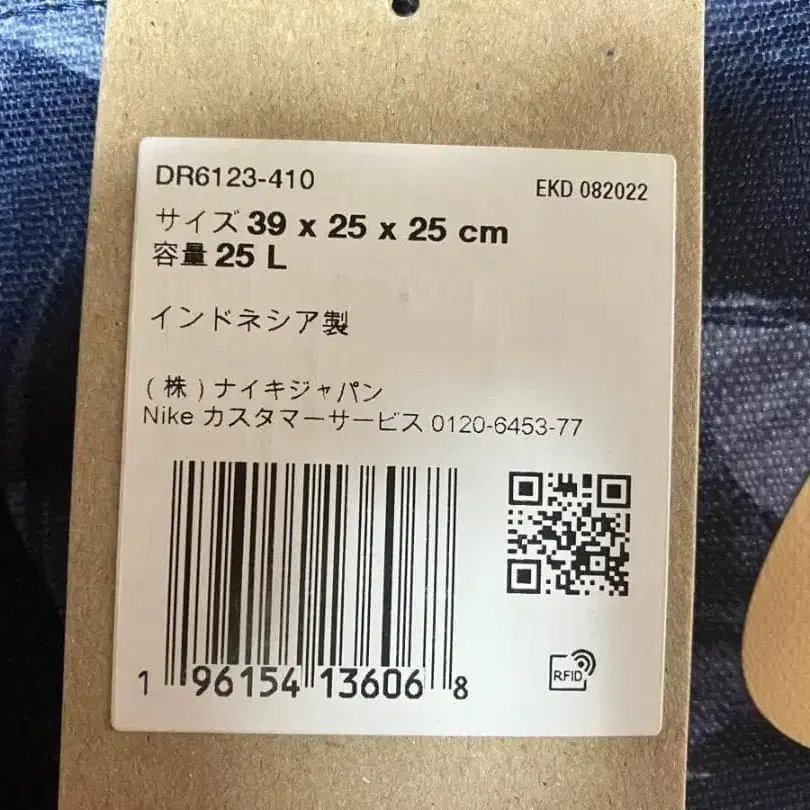 DR6123-410
EKD 082022
サイズ 39 x 25 x 25 cm
容量 25 L
インドネシア製
(株)ナイキジャパン
Nike カスタマーサービス 0120-6453-77
1 96154 13606 8
RFID